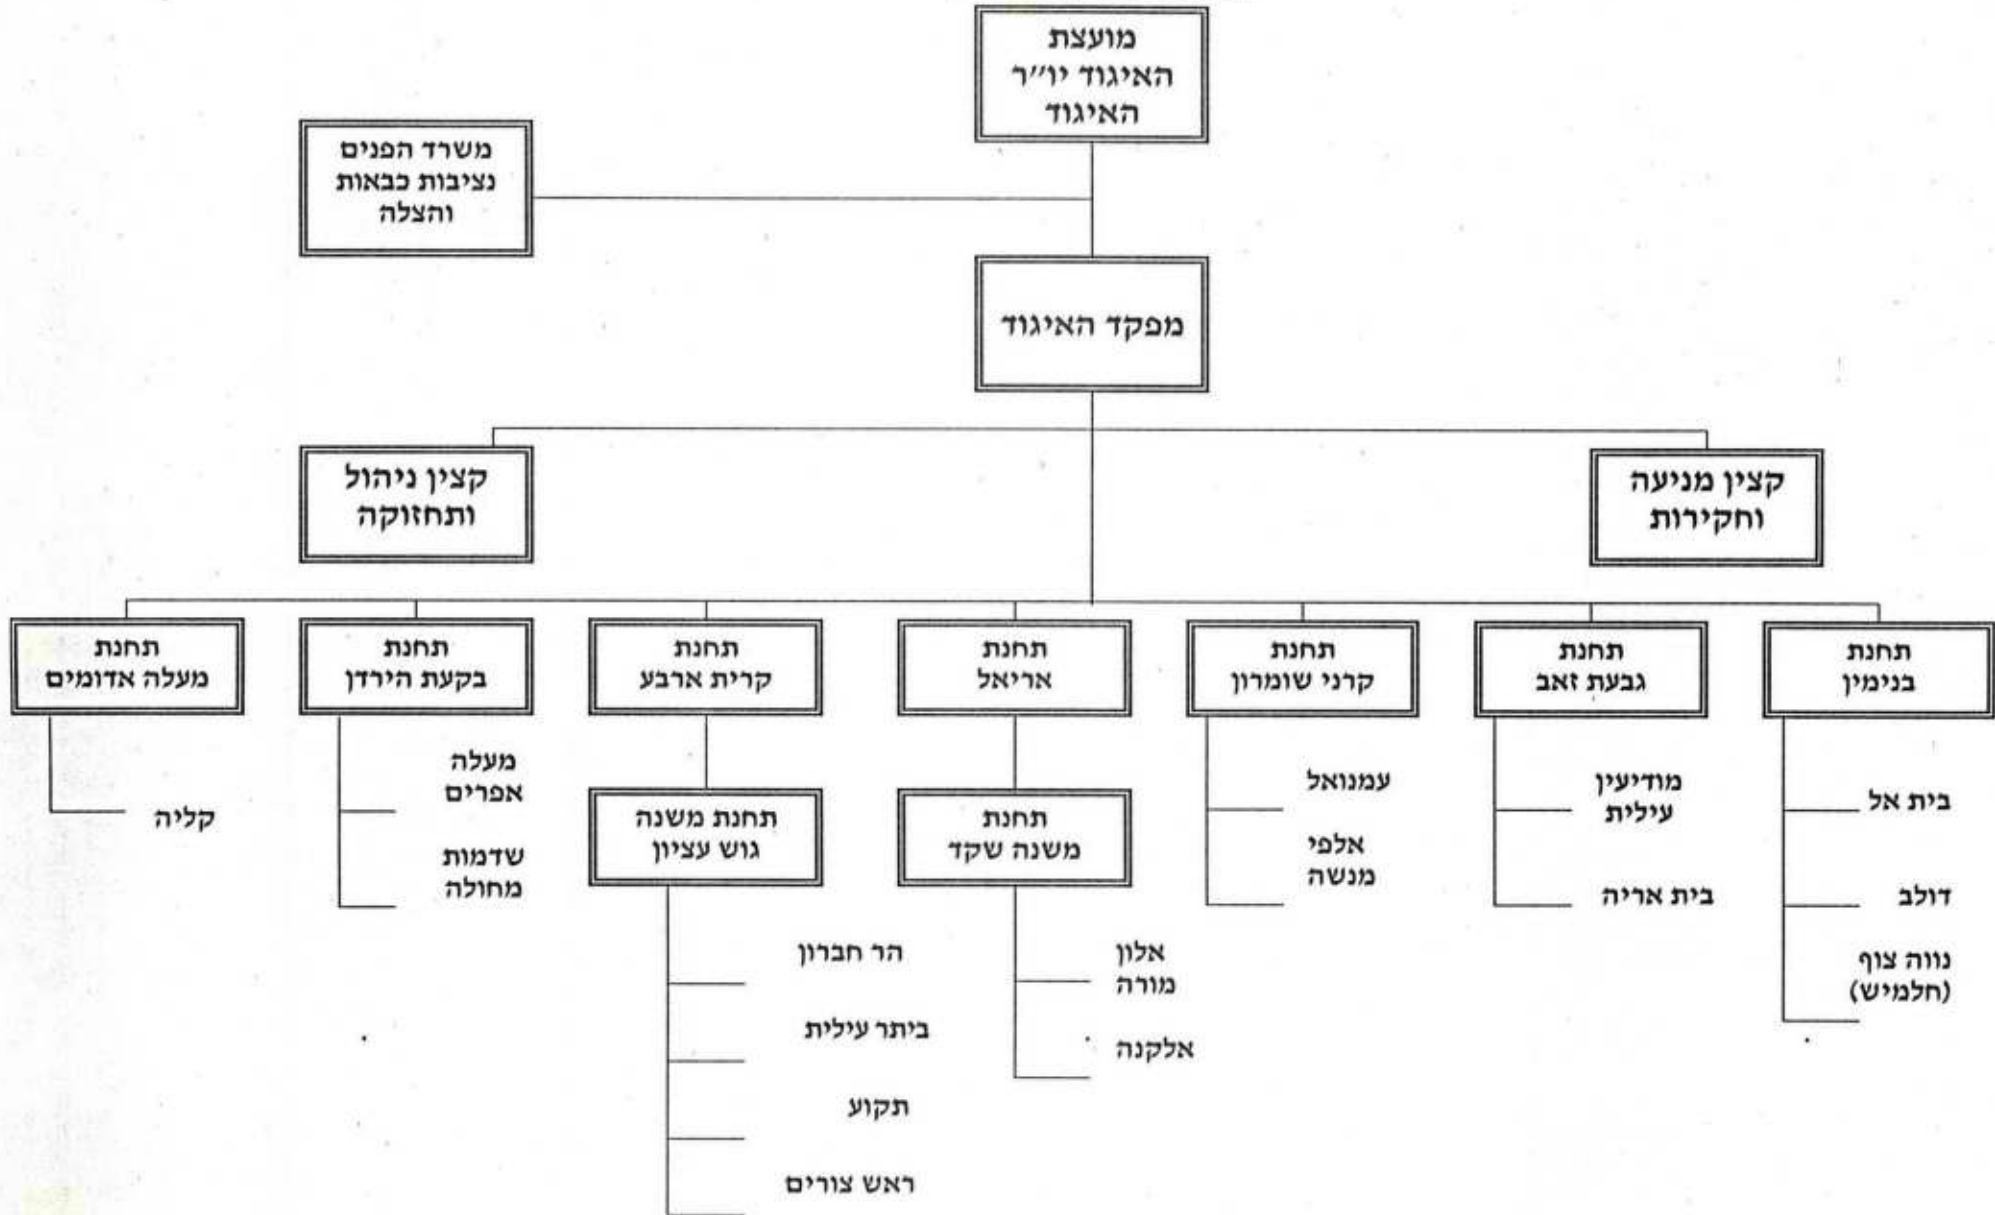 מועצת
האיגוד יו"ר
האיגוד
משרד הפנים
נציבות כבאות
והצלה
מפקד האיגוד
קצין מניעה
וחקירות
קצין ניהול
ותחזוקה
תחנת
בנימין
תחנת
גבעת זאב
תחנת
קרני שומרון
תחנת
אריאל
תחנת
קרית ארבע
תחנת
בקעת הירדן
תחנת
מעלה אדומים
בית אל
דולב
נווה צוף
(חלמיש)
מודיעין
עילית
בית אריה
עמנואל
אלפי
מנשה
תחנת
משנה שקד
אלון
מורה
אלקנה
תחנת משנה
גוש עציון
הר חברון
ביתר עילית
תקוע
ראש צורים
מעלה
אפרים
שדמות
מחולה
קליה